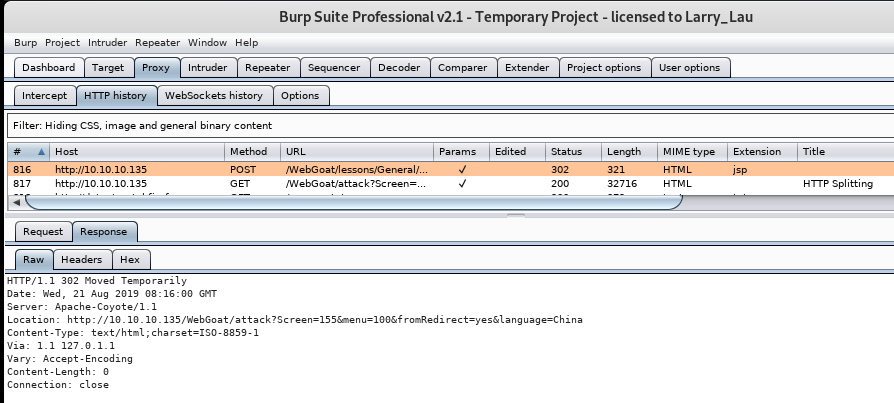 Burp Suite Professional v2.1 - Temporary Project - licensed to Larry_Lau
Burp Project Intruder Repeater Window Help
Dashboard Target Proxy Intruder Repeater Sequencer Decoder Comparer Extender Project options User options
Intercept HTTP history WebSockets history Options
Filter: Hiding CSS, image and general binary content
# Host Method URL Params Edited Status Length MIME type Extension Title
816 http://10.10.10.135 POST /WebGoat/lessons/General/... ✓ 302 321 HTML jsp
817 http://10.10.10.135 GET /WebGoat/attack?Screen=... ✓ 200 32716 HTML HTTP Splitting
Request Response
Raw Headers Hex
HTTP/1.1 302 Moved Temporarily
Date: Wed, 21 Aug 2019 08:16:00 GMT
Server: Apache-Coyote/1.1
Location: http://10.10.10.135/WebGoat/attack?Screen=155&menu=100&fromRedirect=yes&language=China
Content-Type: text/html;charset=ISO-8859-1
Via: 1.1 127.0.1.1
Vary: Accept-Encoding
Content-Length: 0
Connection: close